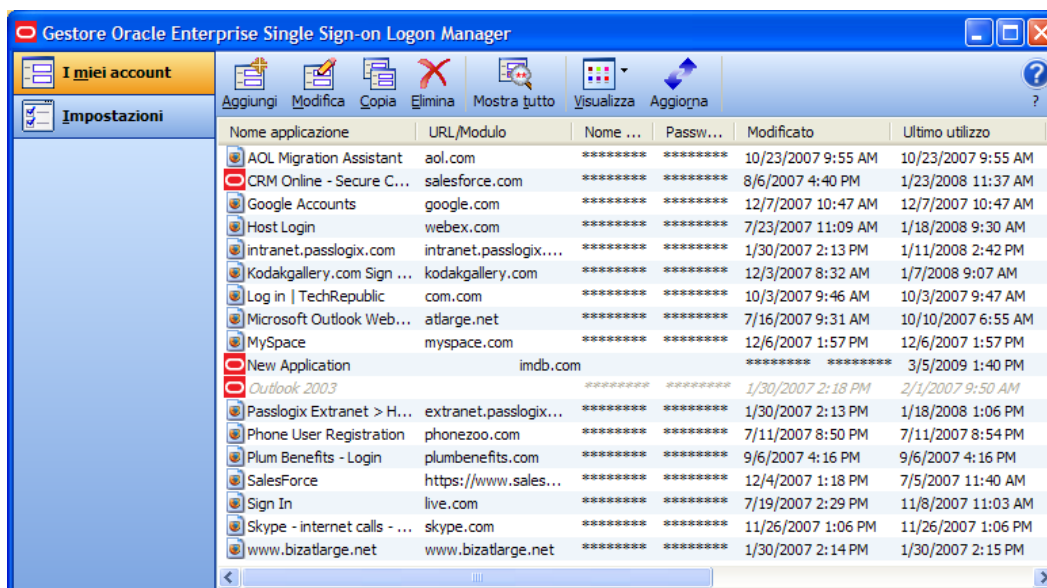 Gestore Oracle Enterprise Single Sign-on Logon Manager
I miei account
Impostazioni
Aggiungi Modifica Copia Elimina Mostra tutto Visualizza Aggiorna ?
Nome applicazione URL/Modulo Nome ... Passw... Modificato Ultimo utilizzo
AOL Migration Assistant aol.com ******** ******** 10/23/2007 9:55 AM 10/23/2007 9:55 AM
CRM Online - Secure C... salesforce.com ******** ******** 8/6/2007 4:40 PM 1/23/2008 11:37 AM
Google Accounts google.com ******** ******** 12/7/2007 10:47 AM 12/7/2007 10:47 AM
Host Login webex.com ******** ******** 7/23/2007 11:09 AM 1/18/2008 9:30 AM
intranet.passlogix.com intranet.passlogix.... ******** ******** 1/30/2007 2:13 PM 1/11/2008 2:42 PM
Kodakgallery.com Sign ... kodakgallery.com ******** ******** 12/3/2007 8:32 AM 1/7/2008 9:07 AM
Log in | TechRepublic com.com ******** ******** 10/3/2007 9:46 AM 10/3/2007 9:47 AM
Microsoft Outlook Web... atlarge.net ******** ******** 7/16/2007 9:31 AM 10/10/2007 6:55 AM
MySpace myspace.com ******** ******** 12/6/2007 1:57 PM 12/6/2007 1:57 PM
New Application imdb.com ******** ******** 3/5/2009 1:40 PM
Outlook 2003 ******** ******** 1/30/2007 2:18 PM 2/1/2007 9:50 AM
Passlogix Extranet > H... extranet.passlogix... ******** ******** 1/30/2007 2:13 PM 1/18/2008 1:06 PM
Phone User Registration phonezoo.com ******** ******** 7/11/2007 8:50 PM 7/11/2007 8:54 PM
Plum Benefits - Login plumbenefits.com ******** ******** 9/6/2007 4:16 PM 9/6/2007 4:16 PM
SalesForce https://www.sales... ******** ******** 12/4/2007 1:18 PM 7/5/2007 11:40 AM
Sign In live.com ******** ******** 7/19/2007 2:29 PM 11/8/2007 11:03 AM
Skype - internet calls - ... skype.com ******** ******** 11/26/2007 1:06 PM 11/26/2007 1:06 PM
www.bizatlarge.net www.bizatlarge.net ******** ******** 1/30/2007 2:14 PM 1/30/2007 2:15 PM